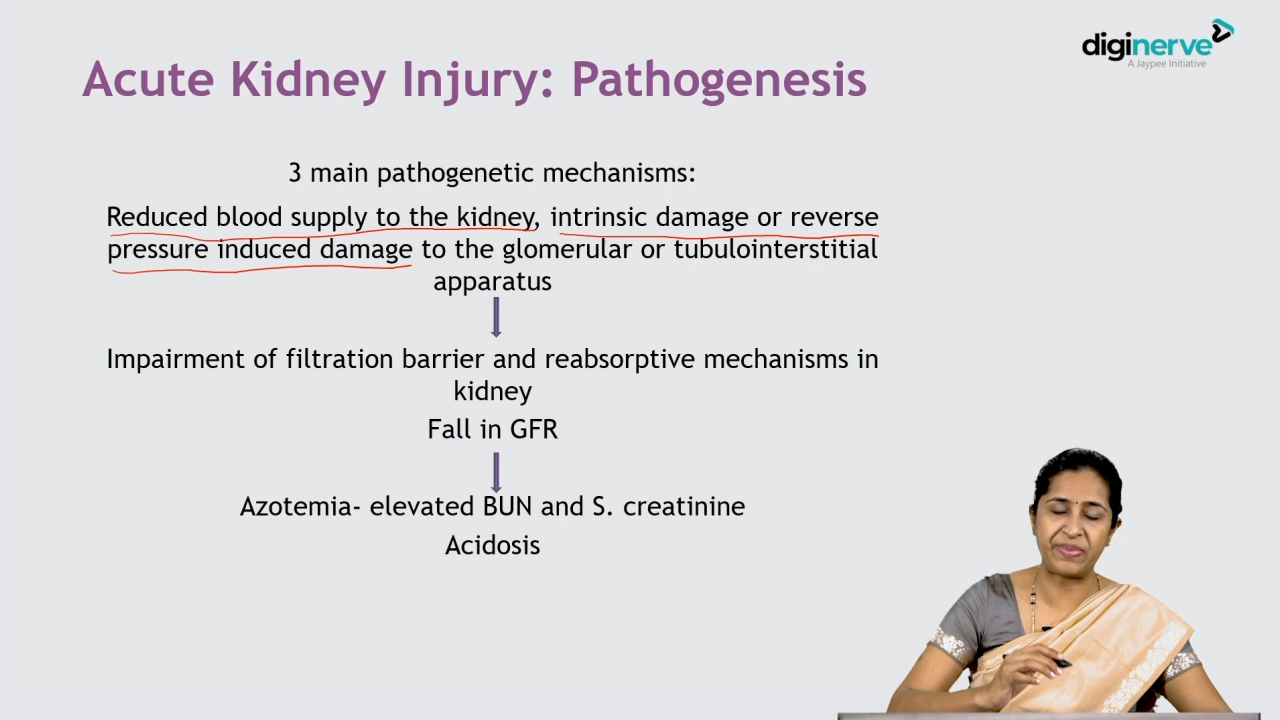 diginerve
A Jaypee Initiative
Acute Kidney Injury: Pathogenesis
3 main pathogenetic mechanisms:
Reduced blood supply to the kidney, intrinsic damage or reverse
pressure induced damage to the glomerular or tubulointerstitial
apparatus
Impairment of filtration barrier and reabsorptive mechanisms in
kidney
Fall in GFR
Azotemia- elevated BUN and S. creatinine
Acidosis